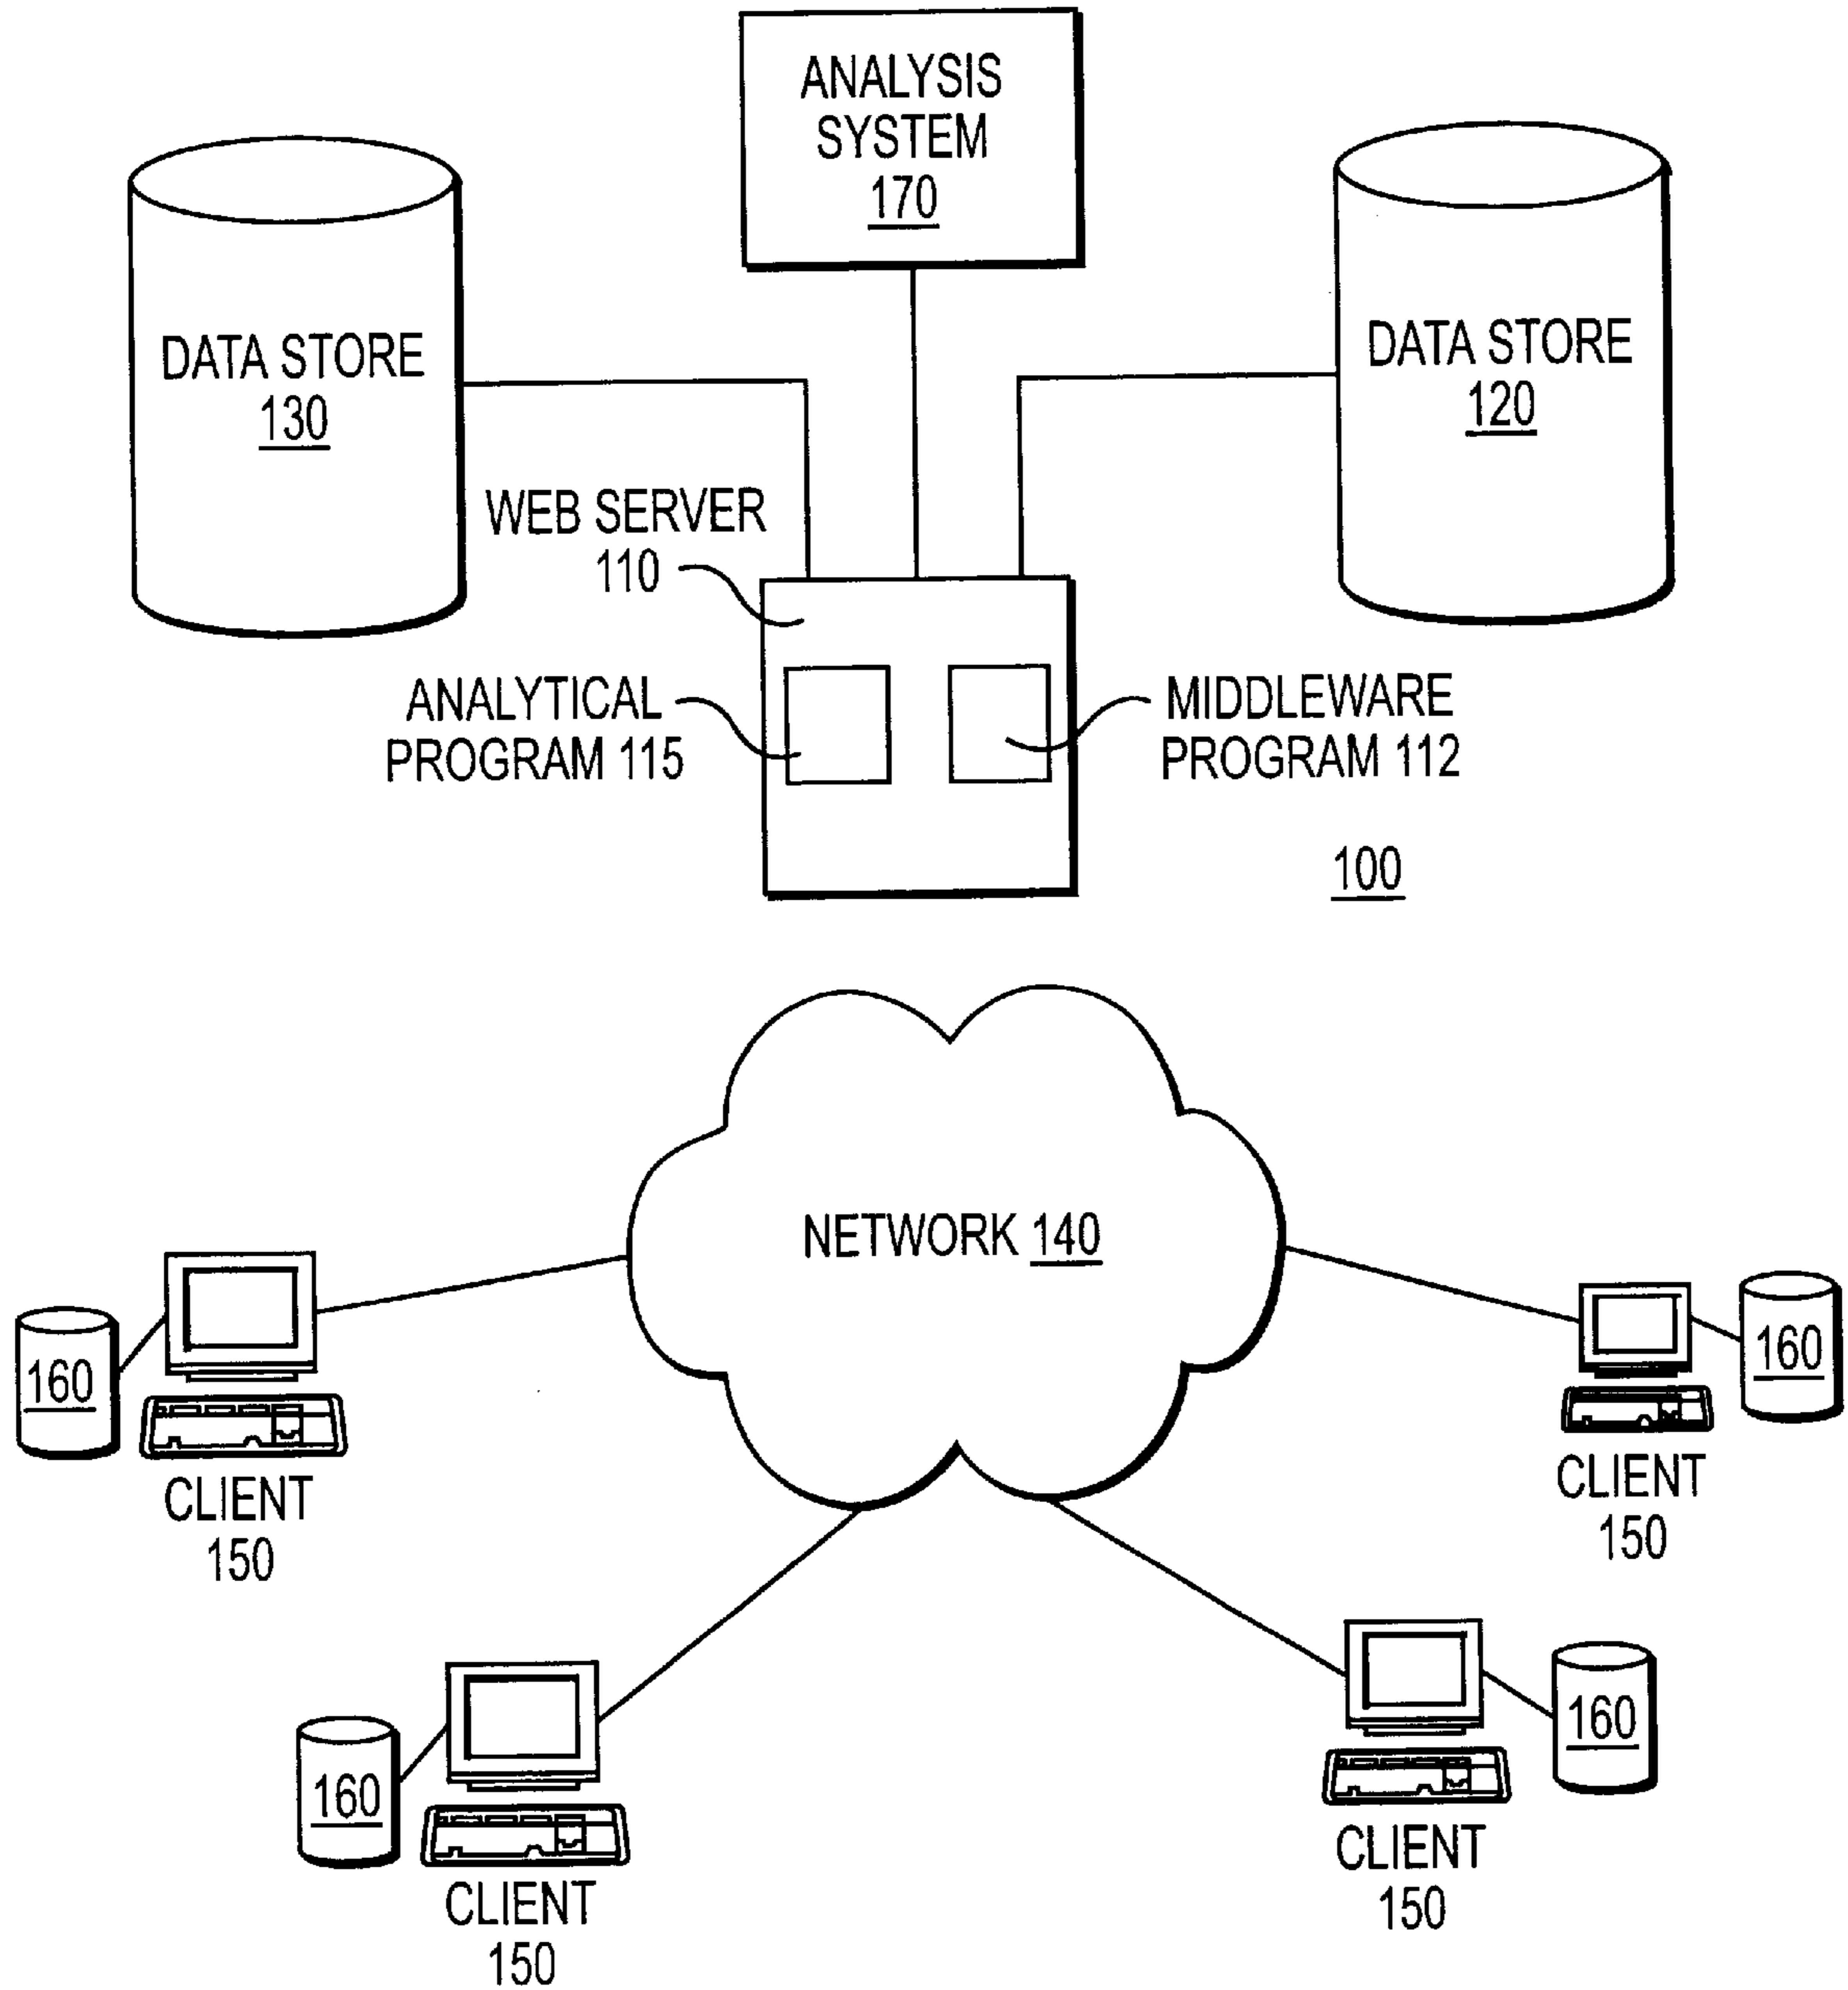 ANALYSIS
SYSTEM
170
DATA STORE
130
DATA STORE
120
WEB SERVER
110
ANALYTICAL
PROGRAM 115
MIDDLEWARE
PROGRAM 112
100
NETWORK 140
160
CLIENT
150
160
CLIENT
150
160
CLIENT
150
160
CLIENT
150